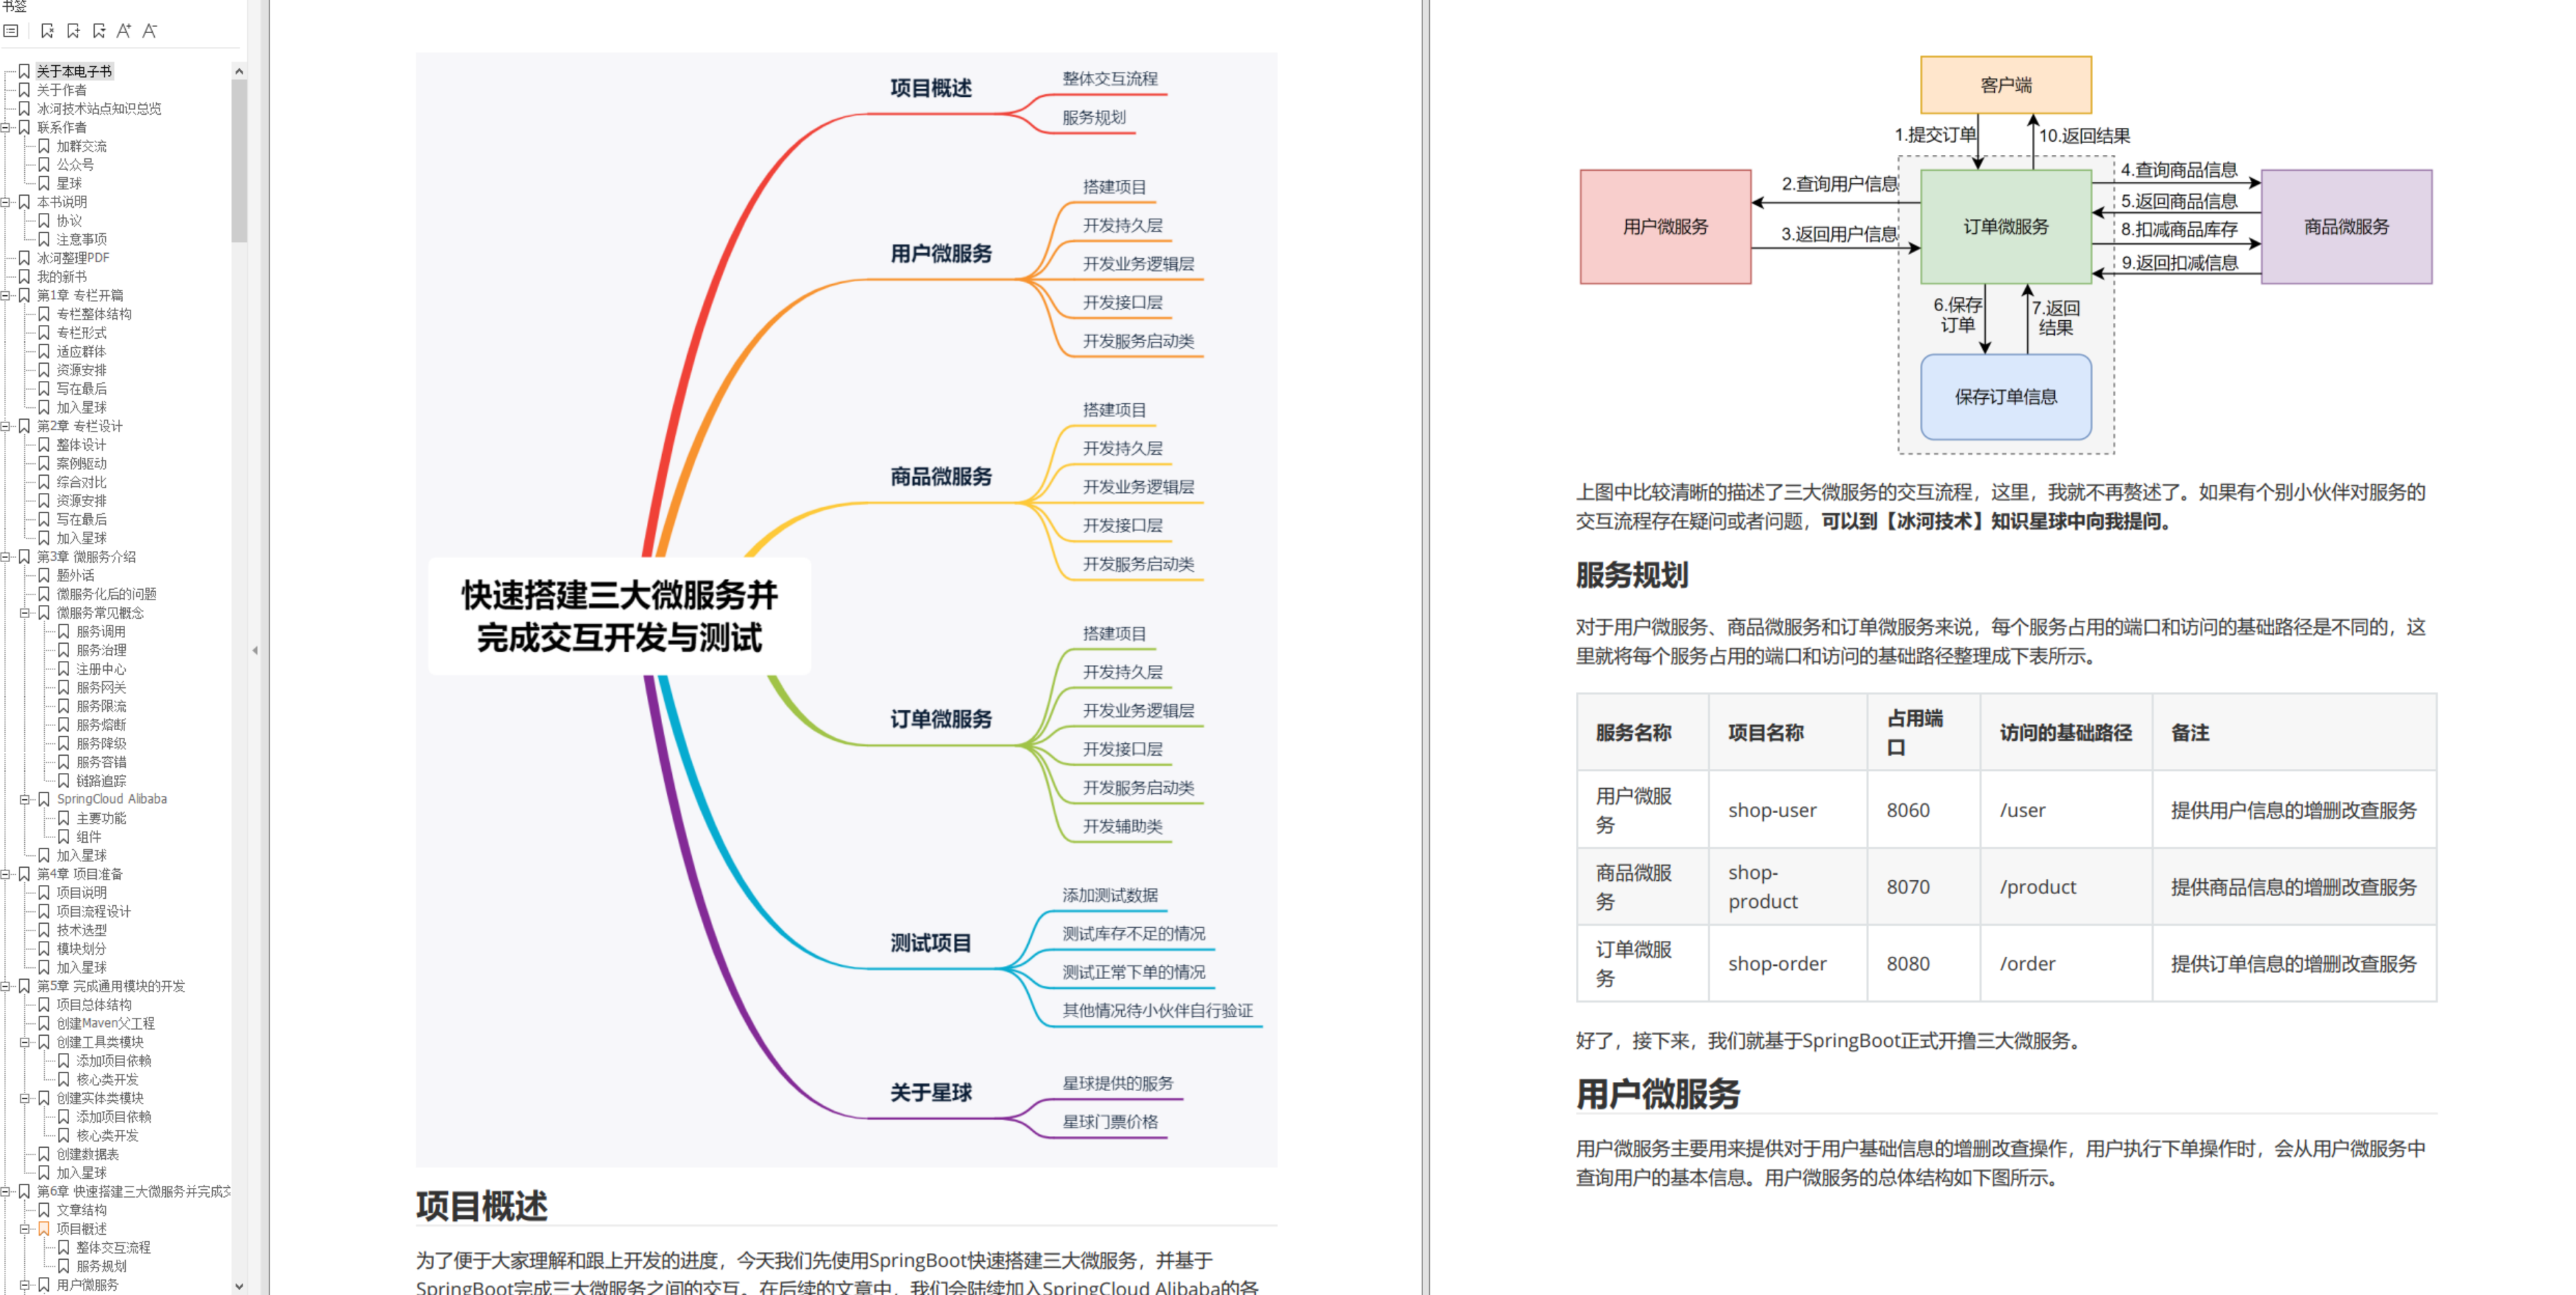 书签
关于本电子书
关于作者
冰河技术站点知识总览
联系作者
加群交流
公众号
星球
本书说明
协议
注意事项
冰河整理PDF
我的新书
第1章 专栏开篇
专栏整体结构
专栏形式
适应群体
资源安排
写在最后
加入星球
第2章 专栏设计
整体设计
案例驱动
综合对比
资源安排
写在最后
加入星球
第3章 微服务介绍
题外话
微服务化后的问题
微服务常见概念
服务调用
服务治理
注册中心
服务网关
服务限流
服务熔断
服务降级
服务容错
链路追踪
SpringCloud Alibaba
主要功能
组件
加入星球
第4章 项目准备
项目说明
项目流程设计
技术选型
模块划分
加入星球
第5章 完成通用模块的开发
项目总体结构
创建Maven父工程
创建工具类模块
添加项目依赖
核心类开发
创建实体类模块
添加项目依赖
核心类开发
创建数据表
加入星球
第6章 快速搭建三大微服务并完成交
文章结构
项目概述
整体交互流程
服务规划
用户微服务
快速搭建三大微服务并
完成交互开发与测试
项目概述
整体交互流程
服务规划
用户微服务
搭建项目
开发持久层
开发业务逻辑层
开发接口层
开发服务启动类
商品微服务
搭建项目
开发持久层
开发业务逻辑层
开发接口层
开发服务启动类
订单微服务
搭建项目
开发持久层
开发业务逻辑层
开发接口层
开发服务启动类
开发辅助类
测试项目
添加测试数据
测试库存不足的情况
测试正常下单的情况
其他情况待小伙伴自行验证
关于星球
星球提供的服务
星球门票价格
项目概述
为了便于大家理解和跟上开发的进度，今天我们先使用SpringBoot快速搭建三大微服务，并基于
SpringBoot完成三大微服务之间的交互。在后续的文章中，我们会陆续加入SpringCloud Alibaba的各
客户端
1.提交订单
10.返回结果
用户微服务
2.查询用户信息
3.返回用户信息
订单微服务
4.查询商品信息
5.返回商品信息
8.扣减商品库存
9.返回扣减信息
商品微服务
6.保存
订单
7.返回
结果
保存订单信息
上图中比较清晰的描述了三大微服务的交互流程，这里，我就不再赘述了。如果有个别小伙伴对服务的
交互流程存在疑问或者问题，可以到【冰河技术】知识星球中向我提问。
服务规划
对于用户微服务、商品微服务和订单微服务来说，每个服务占用的端口和访问的基础路径是不同的，这
里就将每个服务占用的端口和访问的基础路径整理成下表所示。
服务名称 项目名称 占用端口 访问的基础路径 备注
用户微服务 shop-user 8060 /user 提供用户信息的增删改查服务
商品微服务 shop-product 8070 /product 提供商品信息的增删改查服务
订单微服务 shop-order 8080 /order 提供订单信息的增删改查服务
好了，接下来，我们就基于SpringBoot正式开撸三大微服务。
用户微服务
用户微服务主要用来提供对于用户基础信息的增删改查操作，用户执行下单操作时，会从用户微服务中
查询用户的基本信息。用户微服务的总体结构如下图所示。